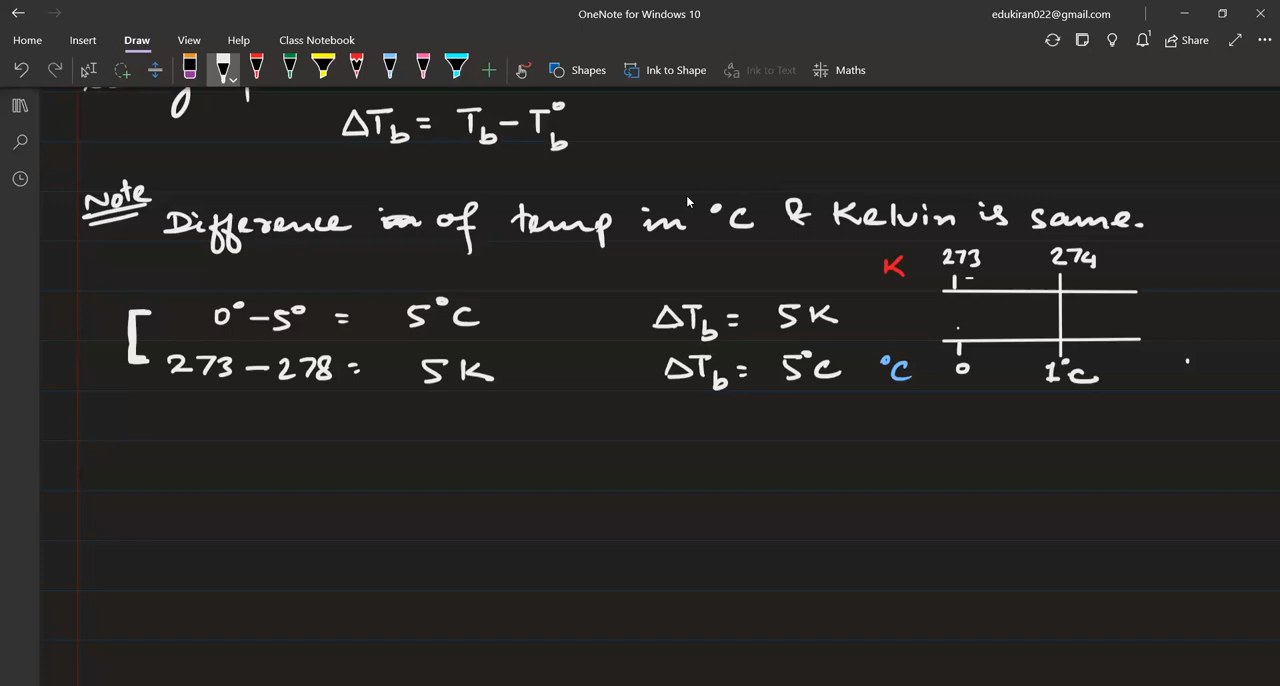 OneNote for Windows 10
edukiran022@gmail.com
Home Insert Draw View Help Class Notebook
Share
Shapes Ink to Shape Ink to Text Maths
ΔTb = Tb − T°b
Note
Difference of temp in °C & Kelvin is same.
K 273 274
0° − 5° = 5°C
ΔTb = 5 K
273 − 278 = 5 K
ΔTb = 5°C
°C 0 1°C